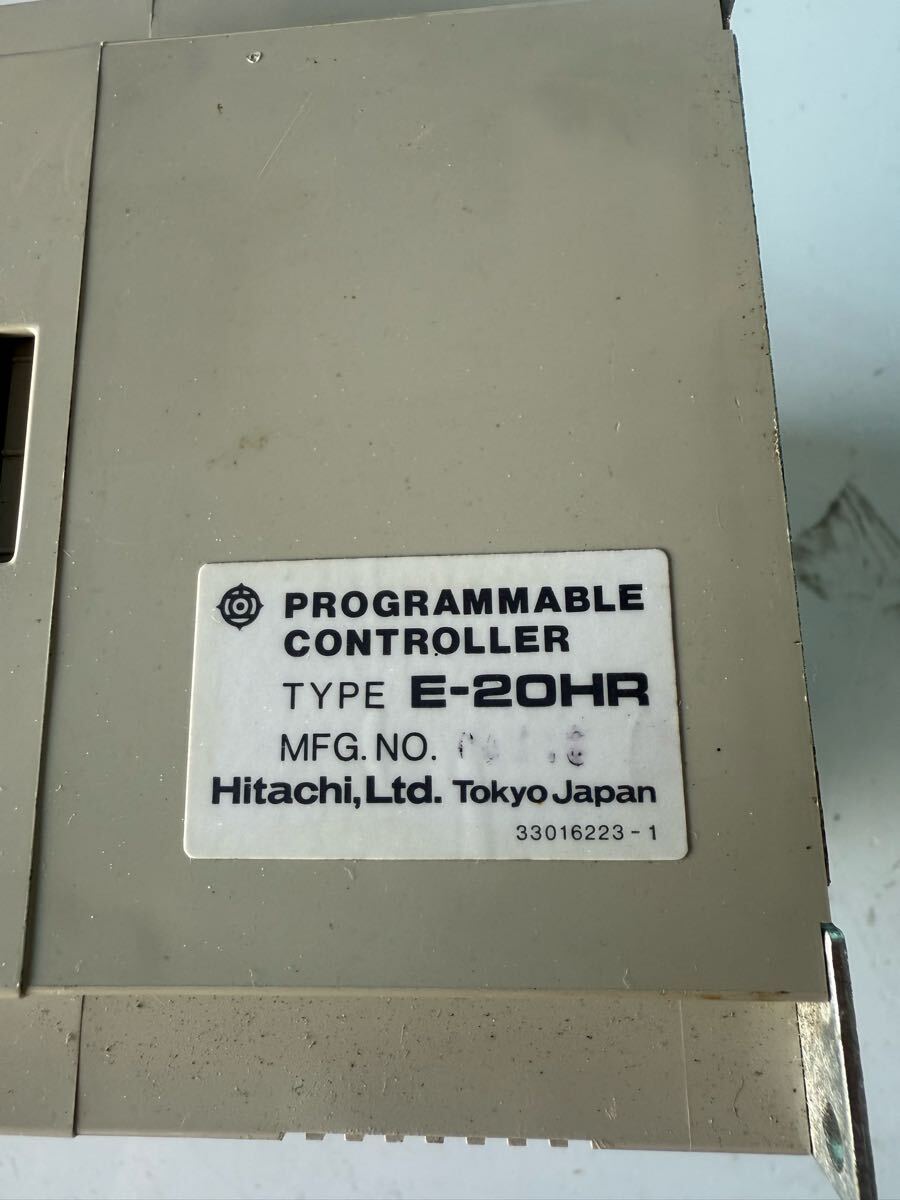 PROGRAMMABLE
CONTROLLER
TYPE E-20HR
MFG. NO.
Hitachi, Ltd. Tokyo Japan
33016223-1